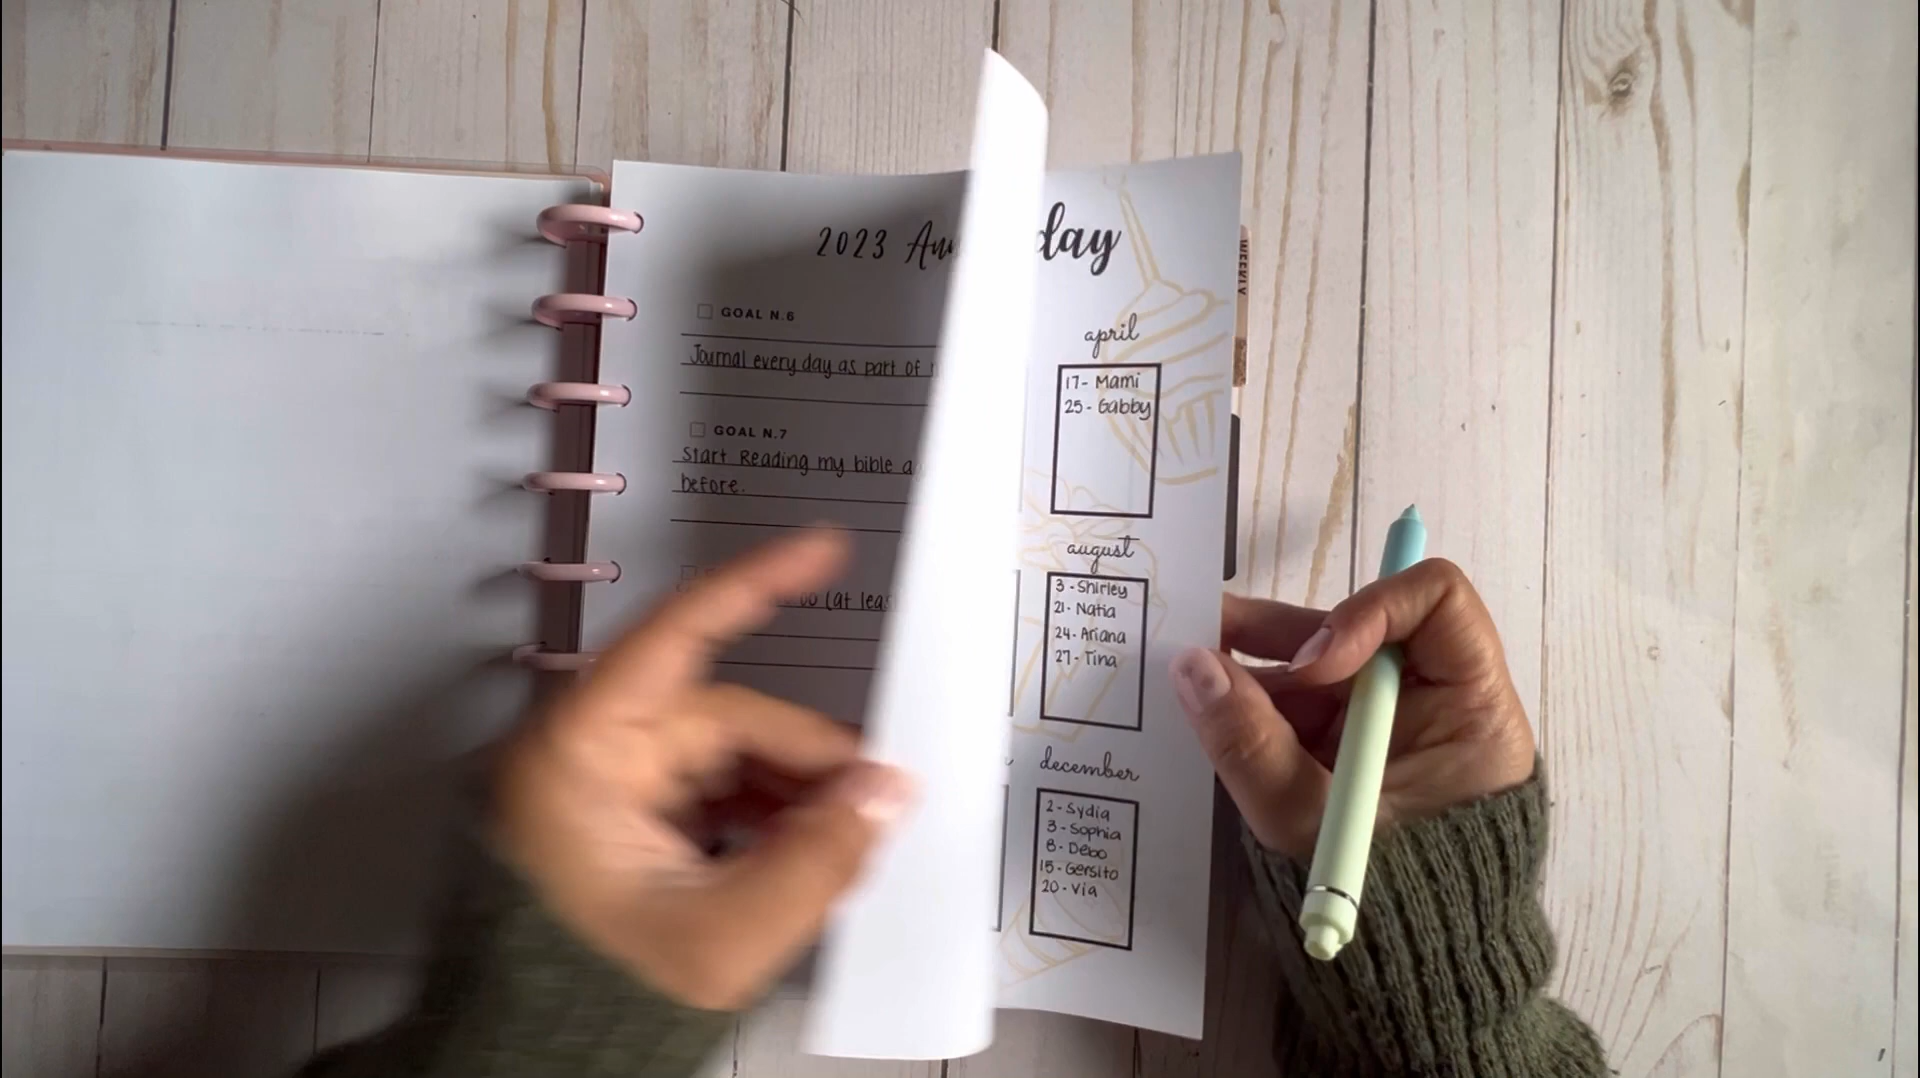 2023
day
GOAL N.6
Journal every day as part of
GOAL N.7
Start Reading my bible
before.
(at
april
17- Mami
25- Gabby
august
3 - Shirley
21- Natia
24- Ariana
27- Tina
december
2 - Sydia
3 - Sophia
8 - Debo
15 - Gersito
20 - Via
WEEKLY